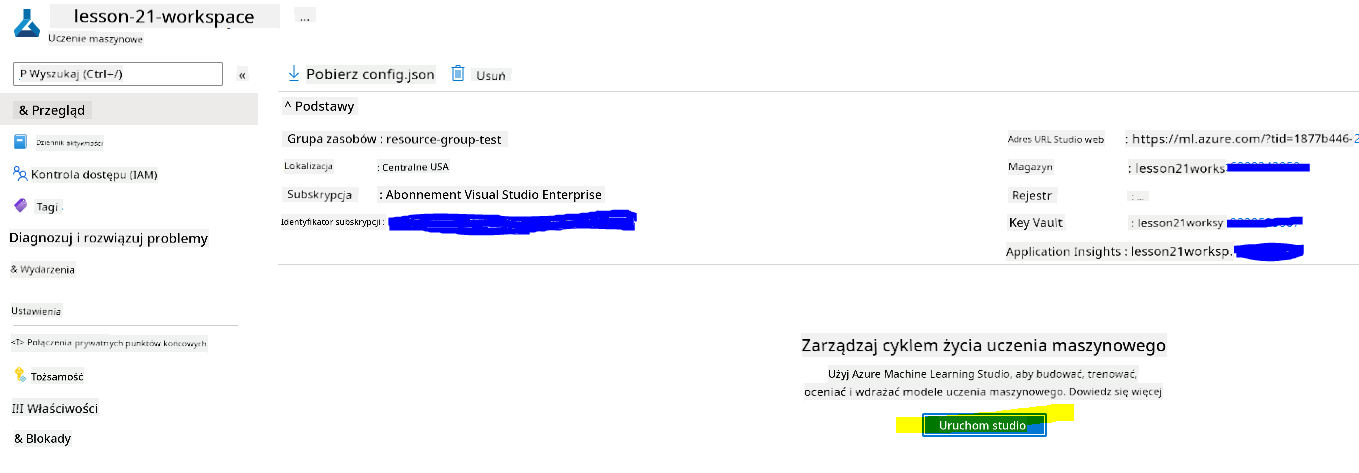 lesson-21-workspace ...
Uczenie maszynowe
P Wyszukaj (Ctrl+/) «
& Przegląd
Dziennik aktywności
Kontrola dostępu (IAM)
Tagi
Diagnozuj i rozwiązuj problemy
& Wydarzenia
Ustawienia
<T> Połączenia prywatnych punktów końcowych
Tożsamość
I!I Właściwości
& Blokady
Pobierz config.json Usuń
^ Podstawy
Grupa zasobów : resource-group-test
Lokalizacja : Centralne USA
Subskrypcja : Abonnement Visual Studio Enterprise
Identyfikator subskrypcji :
Adres URL Studio web : https://ml.azure.com/?tid=1877b446-2
Magazyn : lesson21works
Rejestr : ...
Key Vault : lesson21worksy
Application Insights : lesson21worksp.
Zarządzaj cyklem życia uczenia maszynowego
Użyj Azure Machine Learning Studio, aby budować, trenować,
oceniać i wdrażać modele uczenia maszynowego. Dowiedz się więcej
Uruchom studio